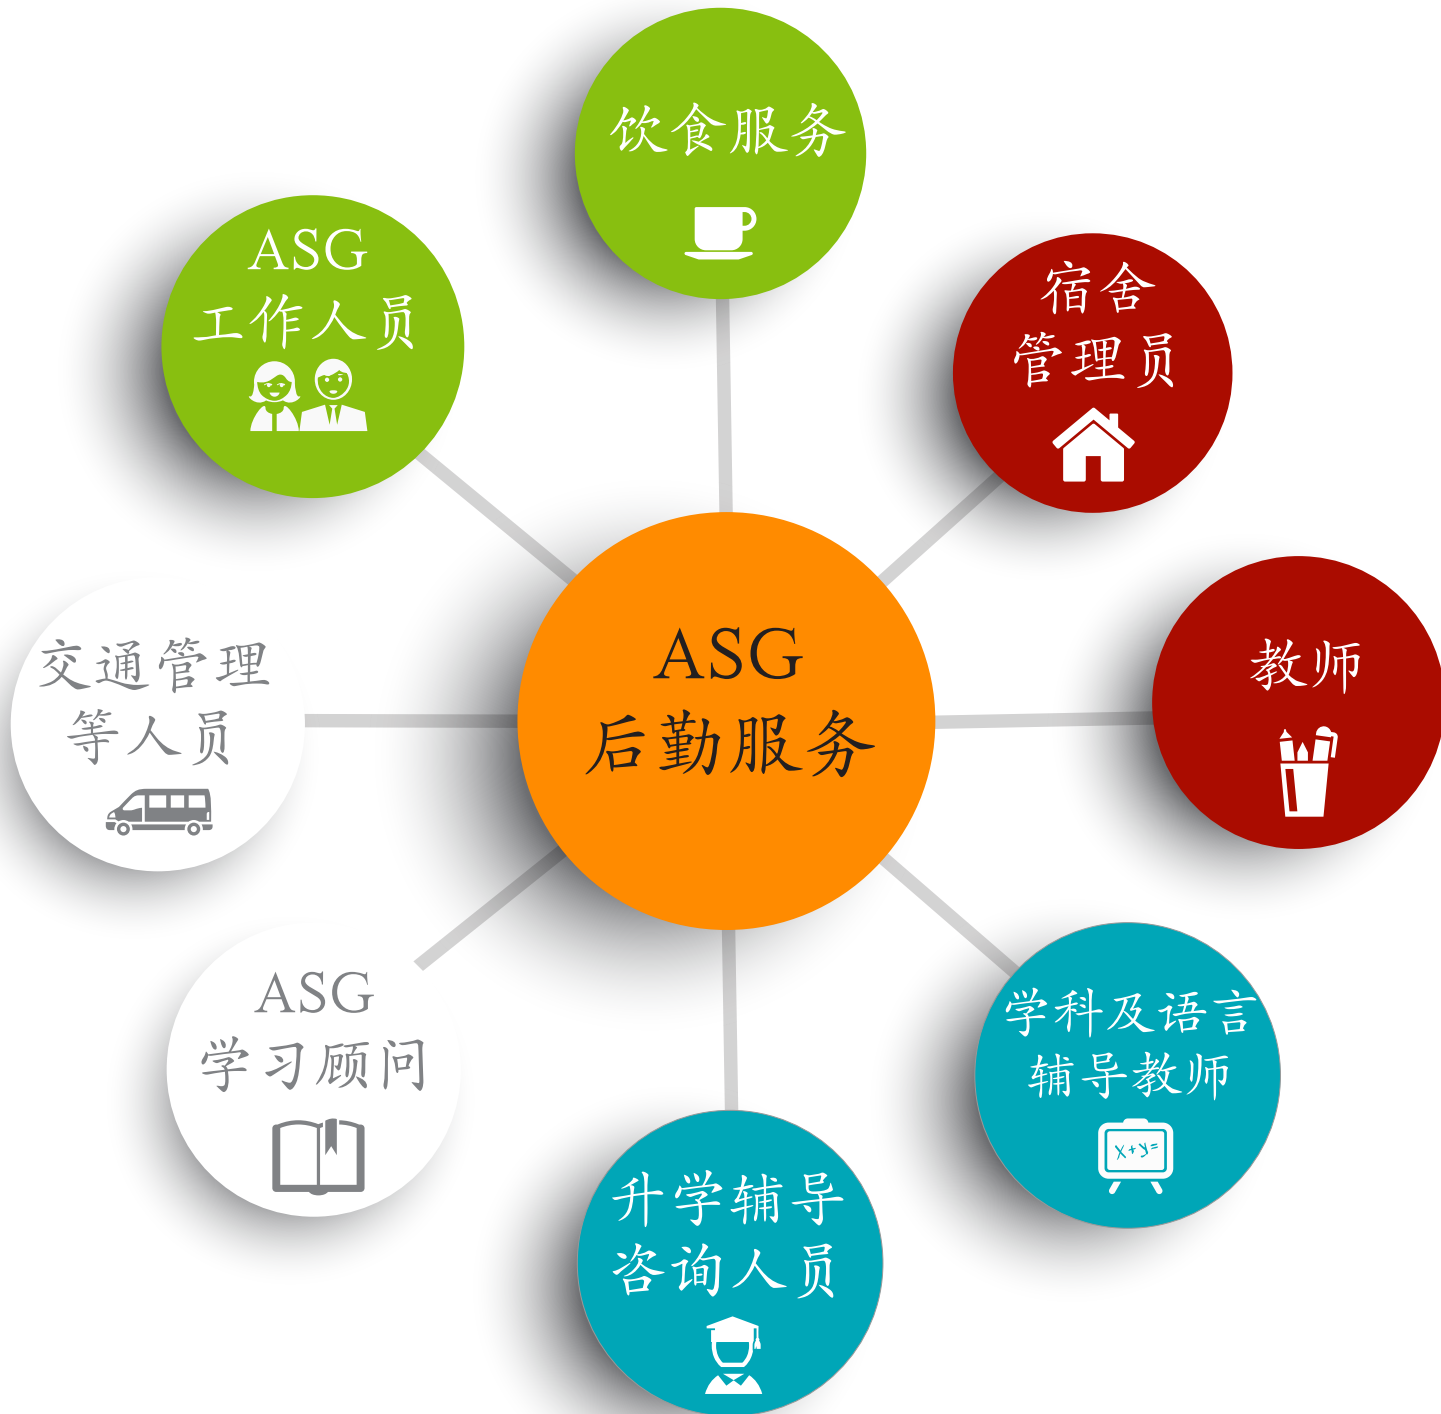 饮食服务
ASG
工作人员
宿舍
管理员
ASG
后勤服务
交通管理
等人员
教师
ASG
学习顾问
学科及语言
辅导教师
x+y=
升学辅导
咨询人员